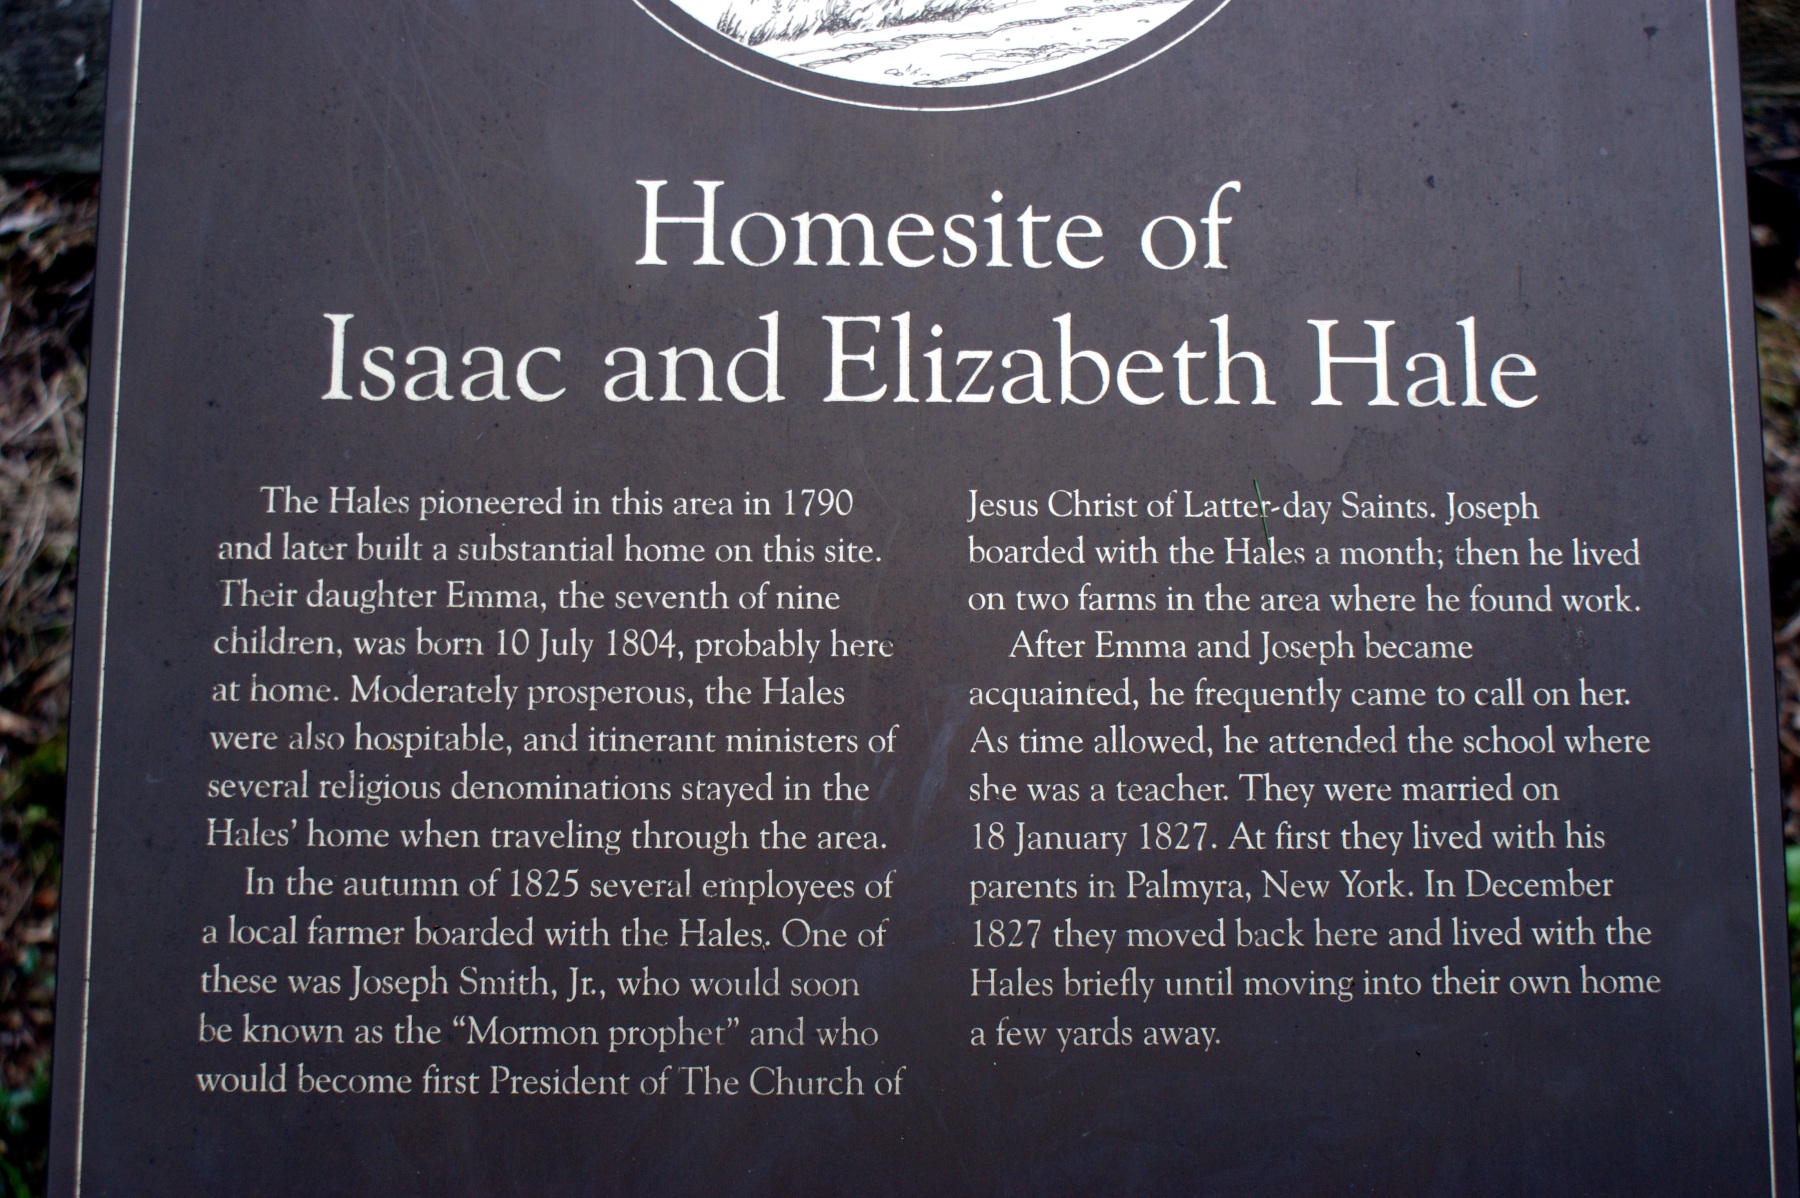 Homesite of
Isaac and Elizabeth Hale
The Hales pioneered in this area in 1790
and later built a substantial home on this site.
Their daughter Emma, the seventh of nine
children, was born 10 July 1804, probably here
at home. Moderately prosperous, the Hales
were also hospitable, and itinerant ministers of
several religious denominations stayed in the
Hales' home when traveling through the area.
In the autumn of 1825 several employees of
a local farmer boarded with the Hales. One of
these was Joseph Smith, Jr., who would soon
be known as the “Mormon prophet” and who
would become first President of The Church of
Jesus Christ of Latter-day Saints. Joseph
boarded with the Hales a month; then he lived
on two farms in the area where he found work.
After Emma and Joseph became
acquainted, he frequently came to call on her.
As time allowed, he attended the school where
she was a teacher. They were married on
18 January 1827. At first they lived with his
parents in Palmyra, New York. In December
1827 they moved back here and lived with the
Hales briefly until moving into their own home
a few yards away.